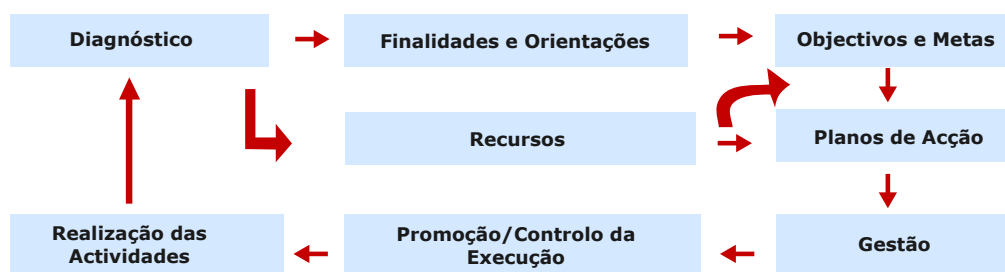 Diagnóstico
Finalidades e Orientações
Objectivos e Metas
Recursos
Planos de Acção
Realização das
Actividades
Promoção/Controlo da
Execução
Gestão